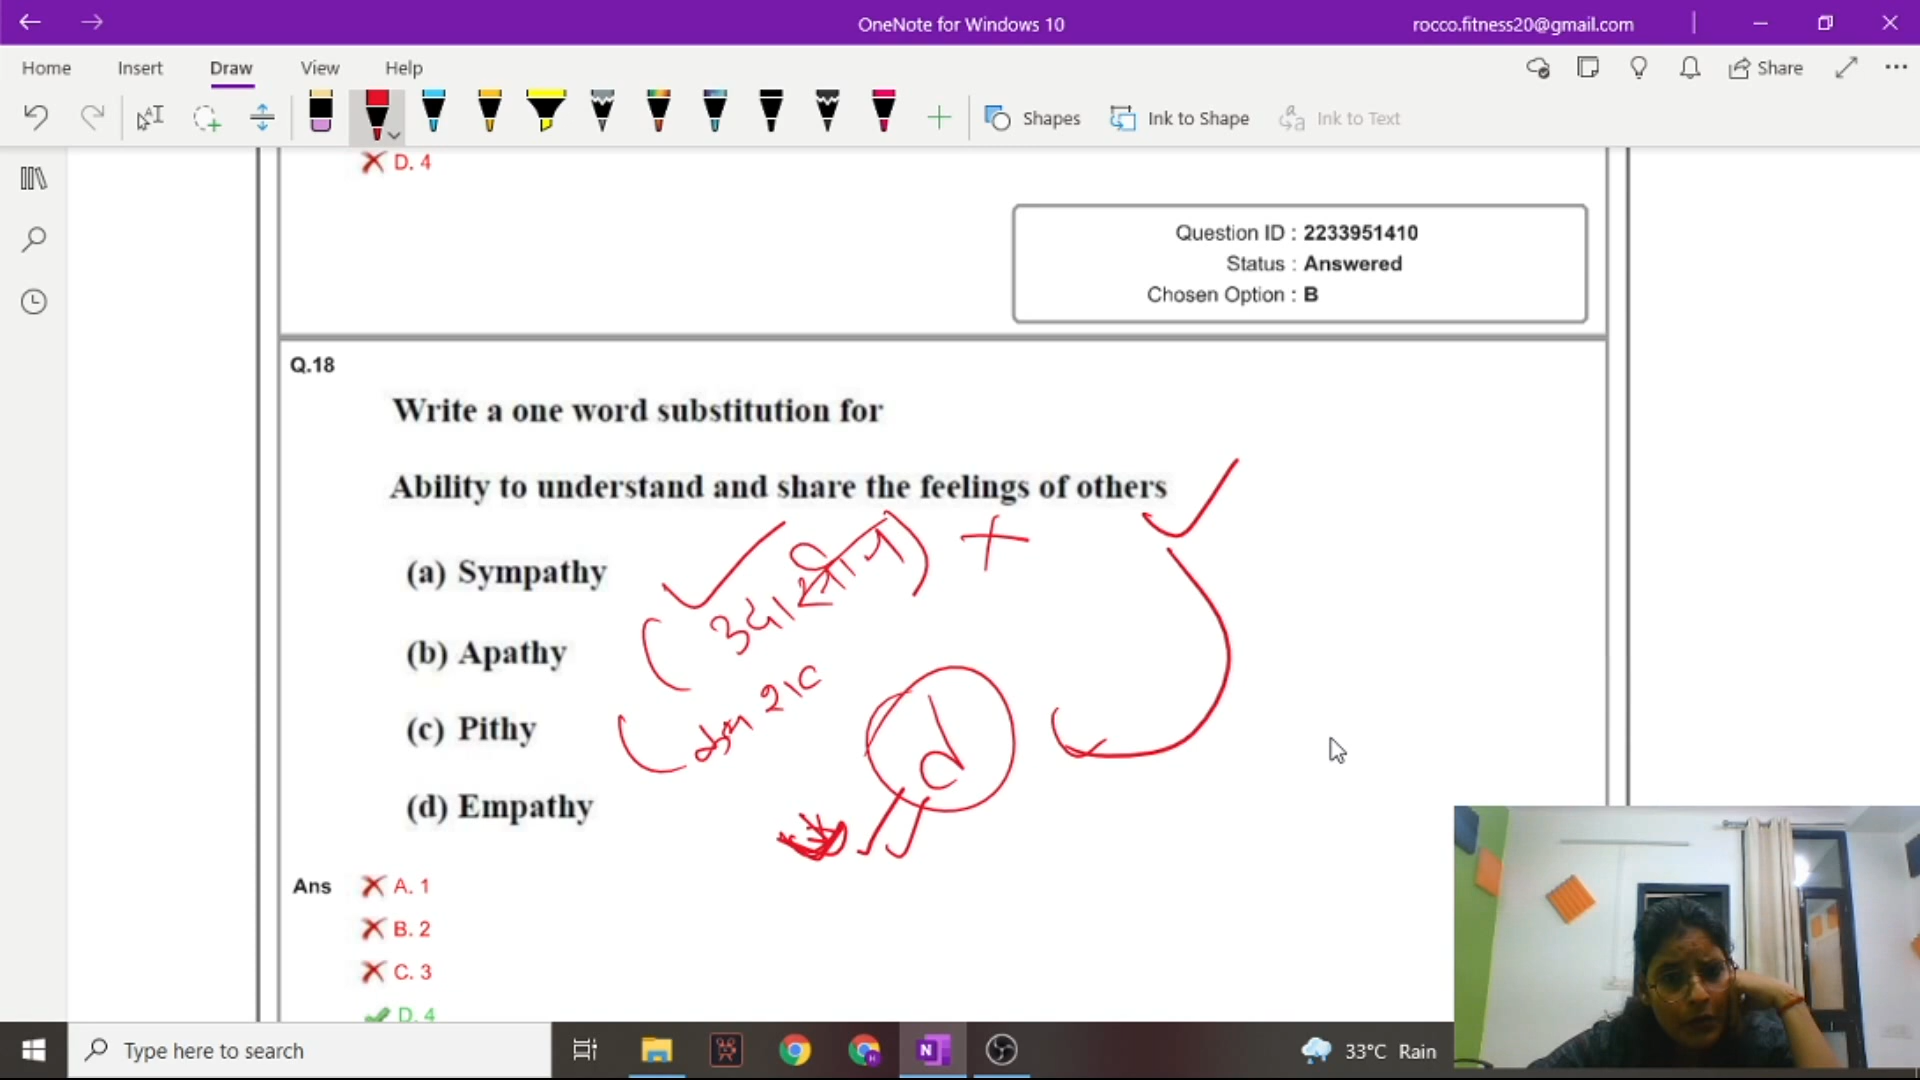 OneNote for Windows 10
rocco.fitness20@gmail.com
Home Insert Draw View Help
Share
Shapes
Ink to Shape
Ink to Text
D. 4
Question ID : 2233951410
Status : Answered
Chosen Option : B
Q.18
Write a one word substitution for
Ability to understand and share the feelings of others
(a) Sympathy
(b) Apathy
(c) Pithy
(d) Empathy
d
Ans
A. 1
B. 2
C. 3
D. 4
Type here to search
33°C Rain